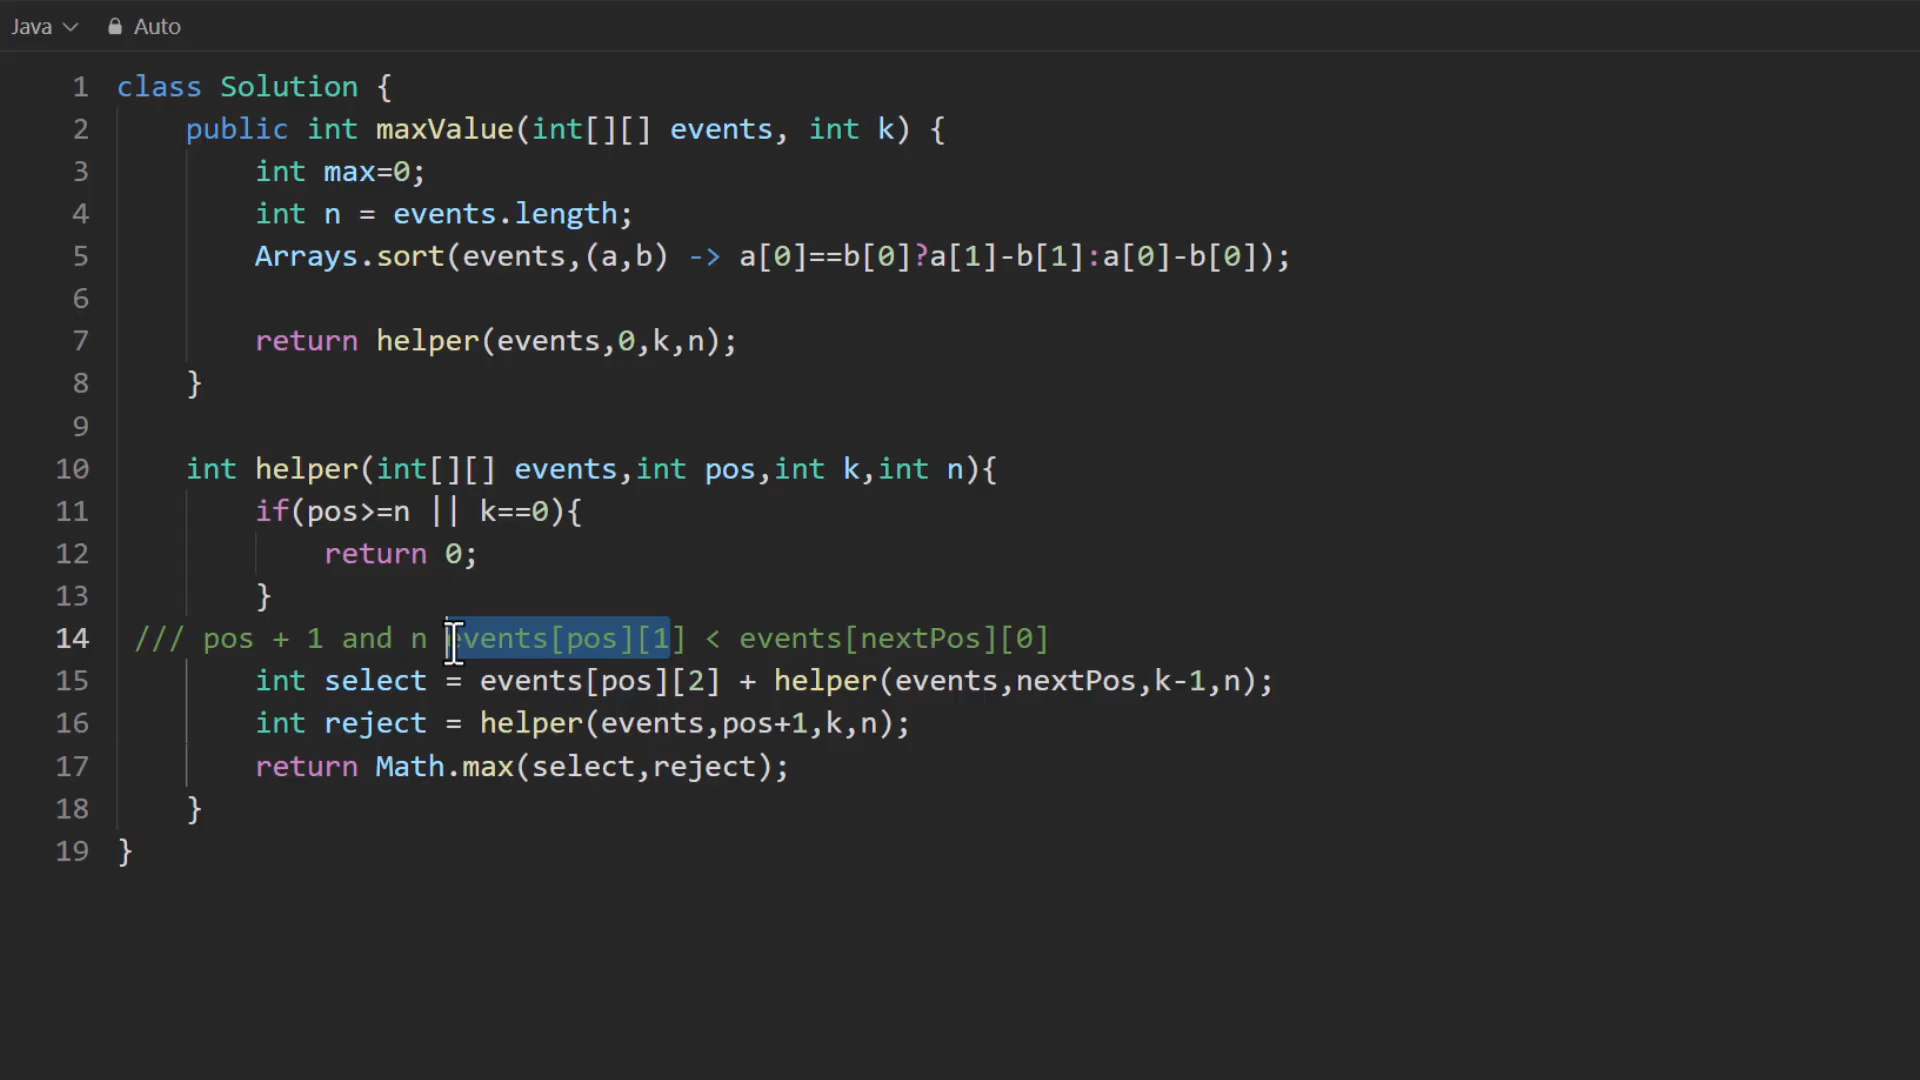 Java Auto
1 class Solution {
2 public int maxValue(int[][] events, int k) {
3 int max=0;
4 int n = events.length;
5 Arrays.sort(events,(a,b) -> a[0]==b[0]?a[1]-b[1]:a[0]-b[0]);
6
7 return helper(events,0,k,n);
8 }
9
10 int helper(int[][] events,int pos,int k,int n){
11 if(pos>=n || k==0){
12 return 0;
13 }
14 /// pos + 1 and n events[pos][1] < events[nextPos][0]
15 int select = events[pos][2] + helper(events,nextPos,k-1,n);
16 int reject = helper(events,pos+1,k,n);
17 return Math.max(select,reject);
18 }
19 }